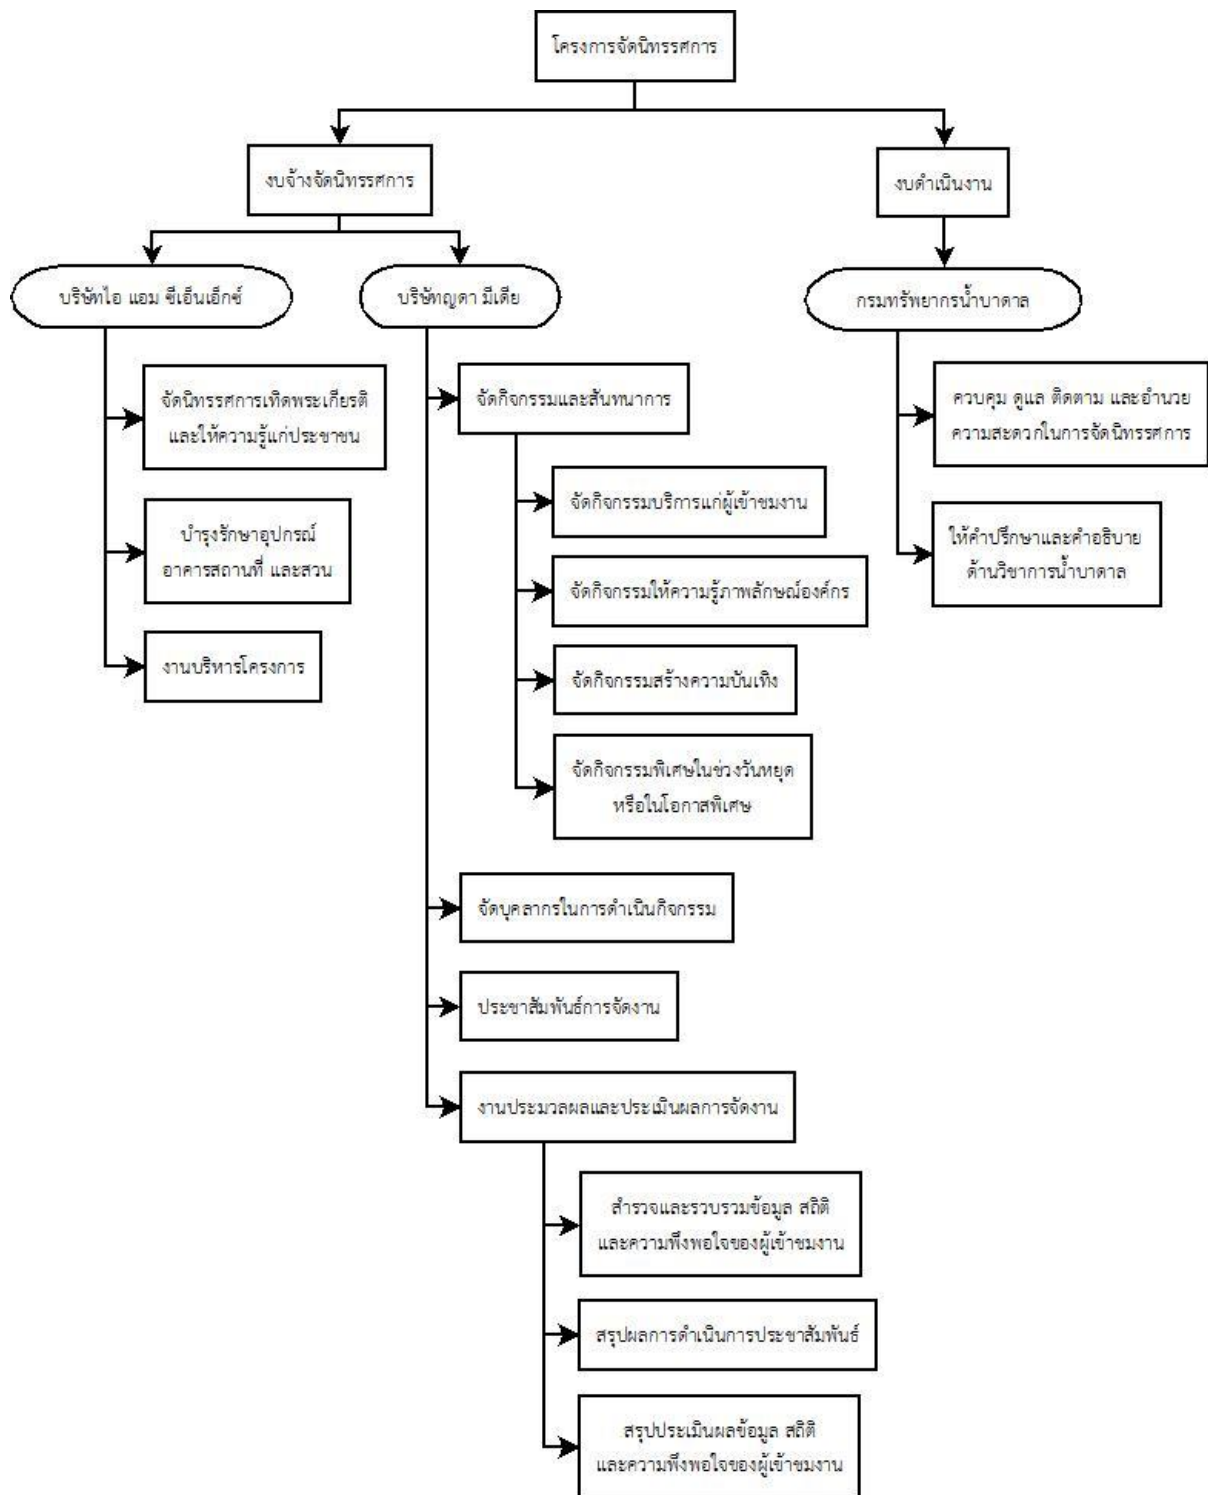 โครงการจัดนิทรรศการ
งบจ้างจัดนิทรรศการ
งบดำเนินงาน
บริษัทไอ แอม ซีเอ็นเอ็กซ์
บริษัทญดา มีเดีย
กรมทรัพยากรน้ำบาดาล
จัดนิทรรศการเทิดพระเกียรติ
และให้ความรู้แก่ประชาชน
บำรุงรักษาอุปกรณ์
อาคารสถานที่ และสวน
งานบริหารโครงการ
จัดกิจกรรมและสันทนาการ
จัดกิจกรรมบริการแก่ผู้เข้าชมงาน
จัดกิจกรรมให้ความรู้ภาพลักษณ์องค์กร
จัดกิจกรรมสร้างความบันเทิง
จัดกิจกรรมพิเศษในช่วงวันหยุด
หรือในโอกาสพิเศษ
จัดบุคลากรในการดำเนินกิจกรรม
ประชาสัมพันธ์การจัดงาน
งานประมวลผลและประเมินผลการจัดงาน
สำรวจและรวบรวมข้อมูล สถิติ
และความพึงพอใจของผู้เข้าชมงาน
สรุปผลการดำเนินการประชาสัมพันธ์
สรุปประเมินผลข้อมูล สถิติ
และความพึงพอใจของผู้เข้าชมงาน
ควบคุม ดูแล ติดตาม และอำนวย
ความสะดวกในการจัดนิทรรศการ
ให้คำปรึกษาและคำอธิบาย
ด้านวิชาการน้ำบาดาล